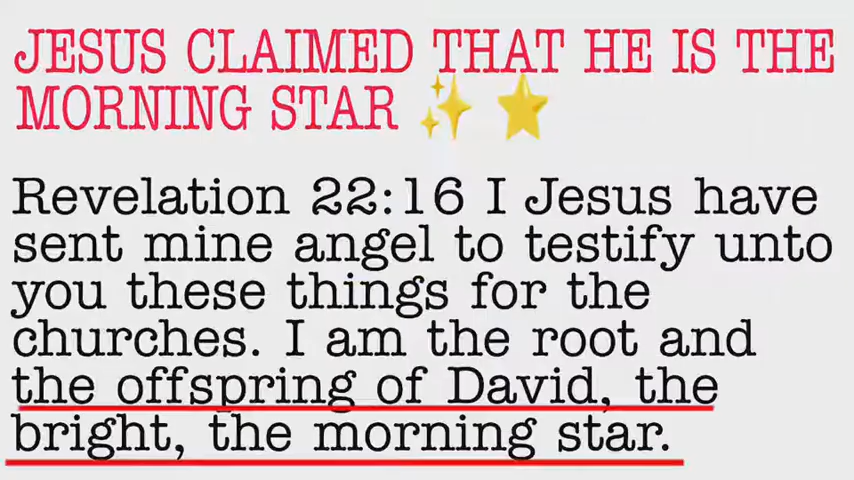 JESUS CLAIMED THAT HE IS THE
MORNING STAR ✨ ⭐
Revelation 22:16 I Jesus have
sent mine angel to testify unto
you these things for the
churches. I am the root and
the offspring of David, the
bright, the morning star.